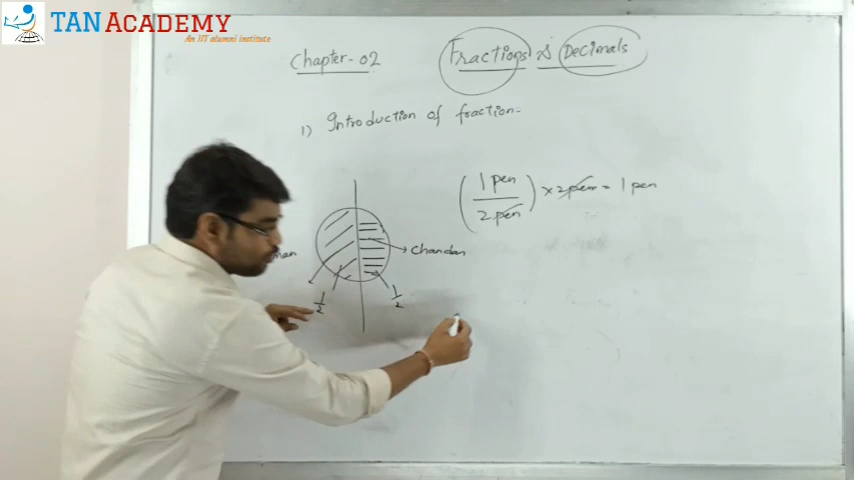 TAN ACADEMY
An IIT alumni institute
Chapter-02 Fractions & Decimals
1) Introduction of fraction-
(1 pen / 2 pen) × 2 pen = 1 pen
Chandan
1/2
1/2